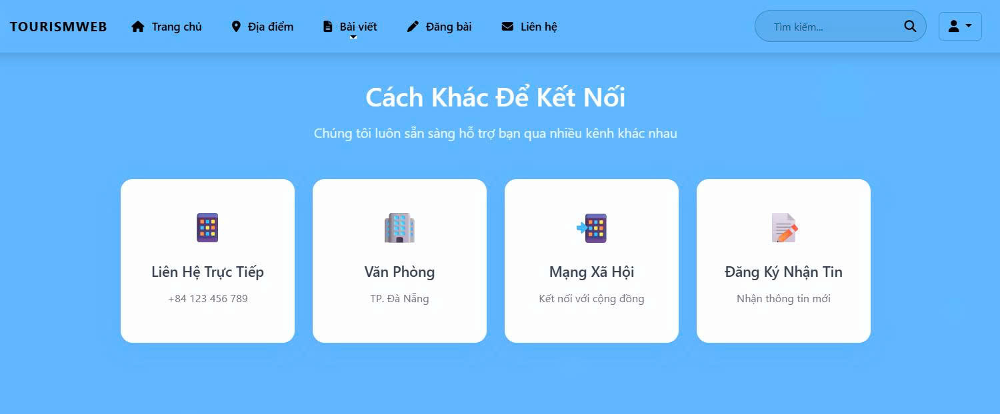 TOURISMWEB Trang chủ Địa điểm Bài viết Đăng bài Liên hệ Tìm kiếm...
Cách Khác Để Kết Nối
Chúng tôi luôn sẵn sàng hỗ trợ bạn qua nhiều kênh khác nhau
Liên Hệ Trực Tiếp
+84 123 456 789
Văn Phòng
TP. Đà Nẵng
Mạng Xã Hội
Kết nối với cộng đồng
Đăng Ký Nhận Tin
Nhận thông tin mới